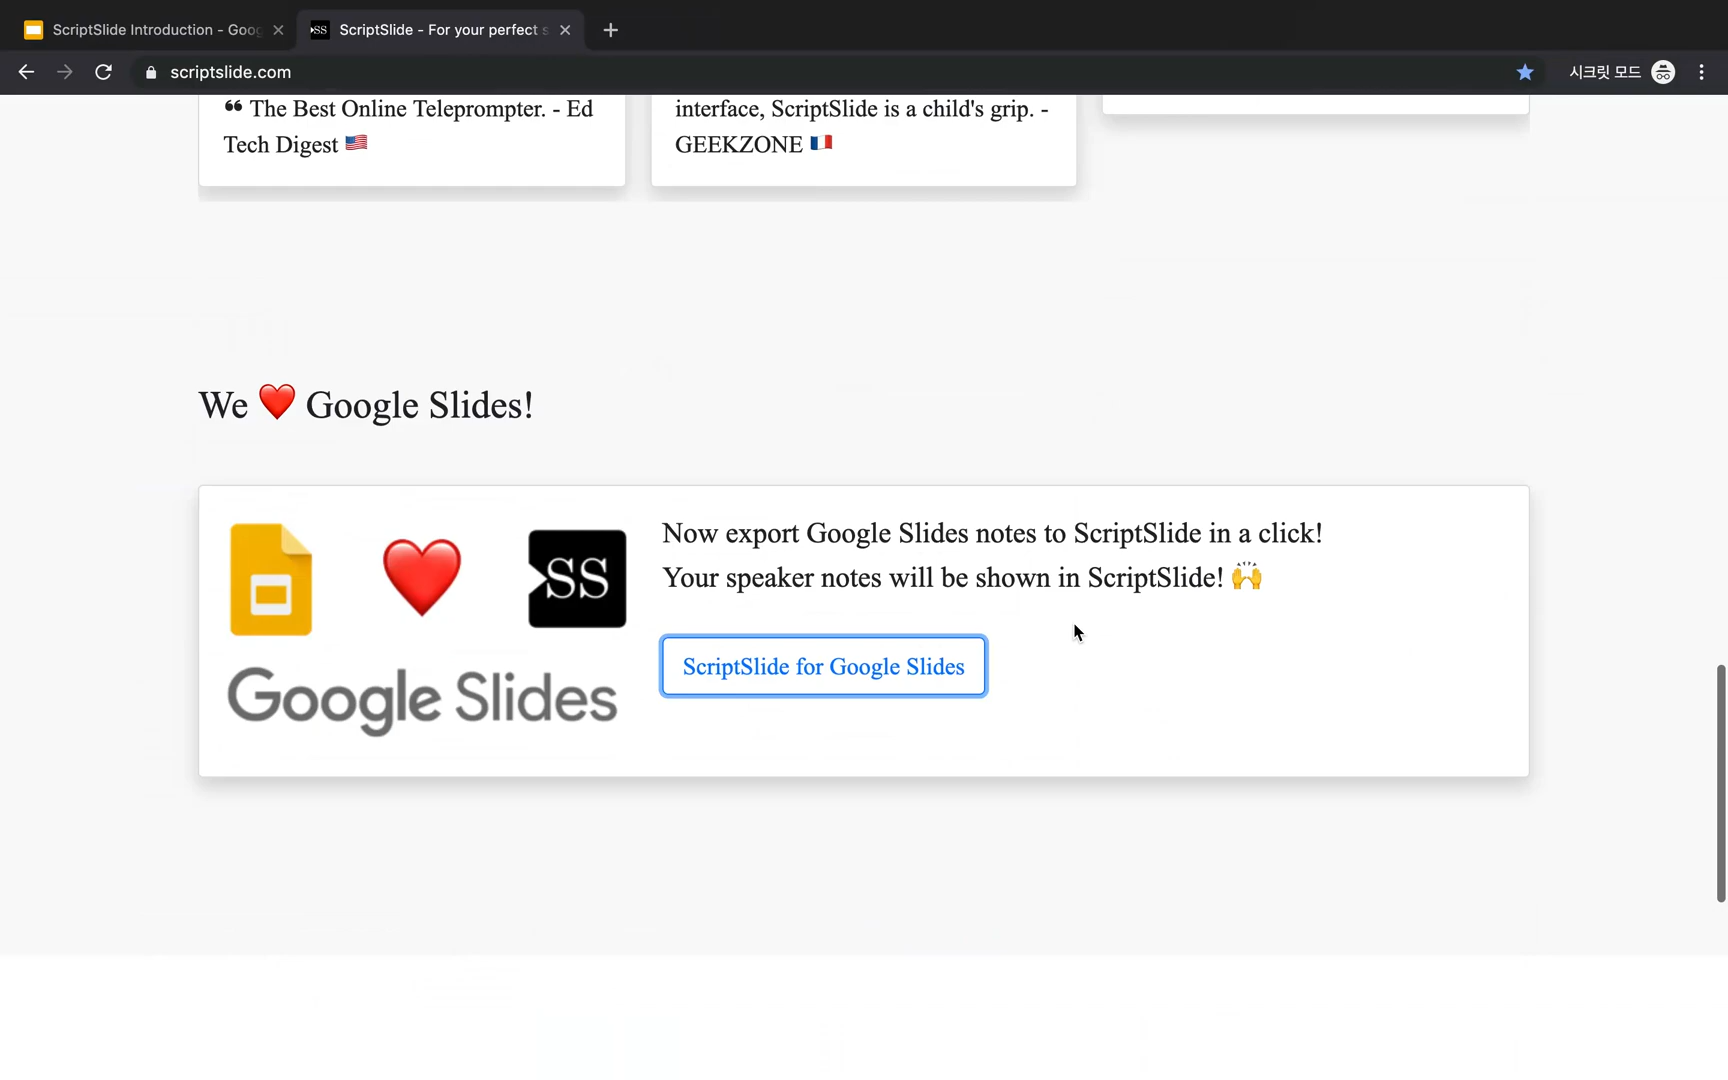 ScriptSlide Introduction - Goog
ScriptSlide - For your perfect s
scriptslide.com
시크릿 모드
❝ The Best Online Teleprompter. - Ed
Tech Digest 🇺🇸
interface, ScriptSlide is a child's grip. -
GEEKZONE 🇫🇷
We ❤️ Google Slides!
SS
Google Slides
Now export Google Slides notes to ScriptSlide in a click!
Your speaker notes will be shown in ScriptSlide! 🙌
ScriptSlide for Google Slides